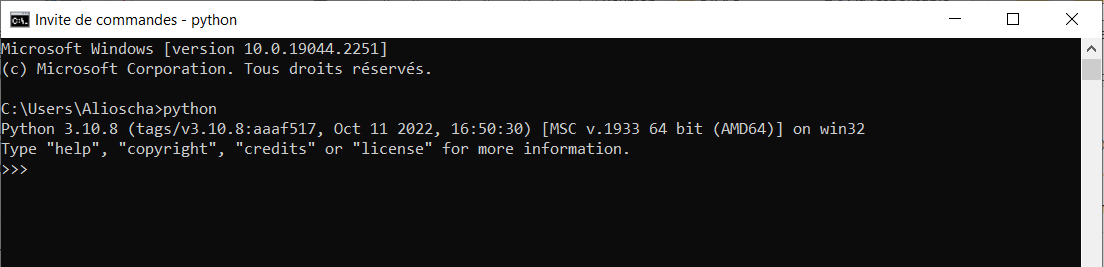 Invite de commandes - python
Microsoft Windows [version 10.0.19044.2251]
(c) Microsoft Corporation. Tous droits réservés.
C:\Users\Alioscha>python
Python 3.10.8 (tags/v3.10.8:aaaf517, Oct 11 2022, 16:50:30) [MSC v.1933 64 bit (AMD64)] on win32
Type "help", "copyright", "credits" or "license" for more information.
>>>